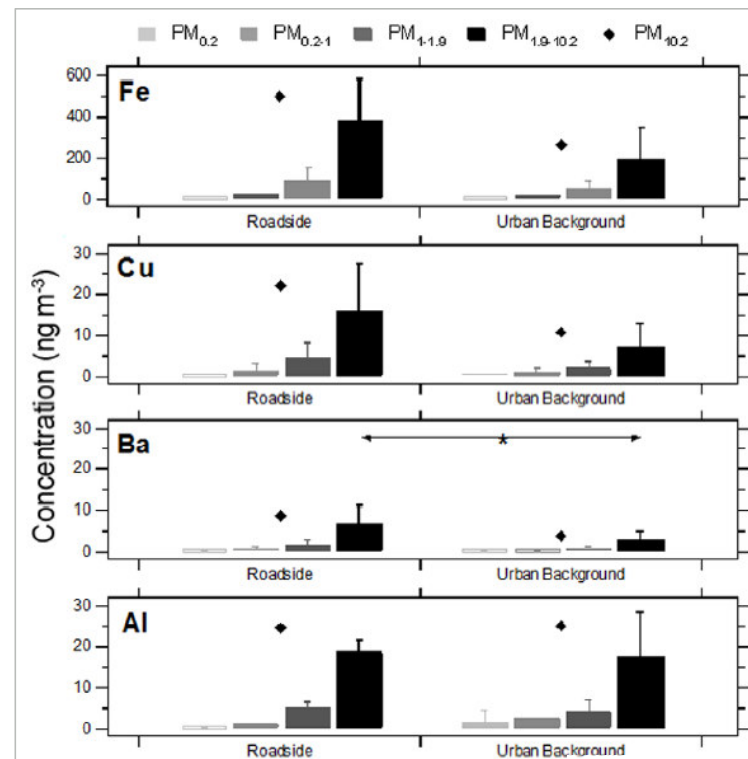 PM0.2 PM0.2-1 PM1-1.9 PM1.9-10.2 PM10.2
Concentration (ng m-3)
Fe
600
400
200
0
Roadside Urban Background
Cu
30
20
10
0
Roadside Urban Background
Ba
*
30
20
10
0
Roadside Urban Background
Al
30
20
10
0
Roadside Urban Background